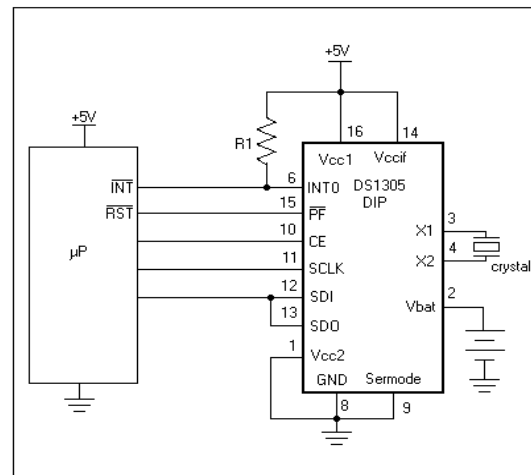 +5V
+5V
R1
16
14
Vcc1
Vccif
INT
6
INT0
DS1305
DIP
RST
15
PF
3
X1
μP
10
CE
4
X2
crystal
11
SCLK
12
SDI
2
Vbat
13
SDO
1
Vcc2
GND
Sermode
8
9